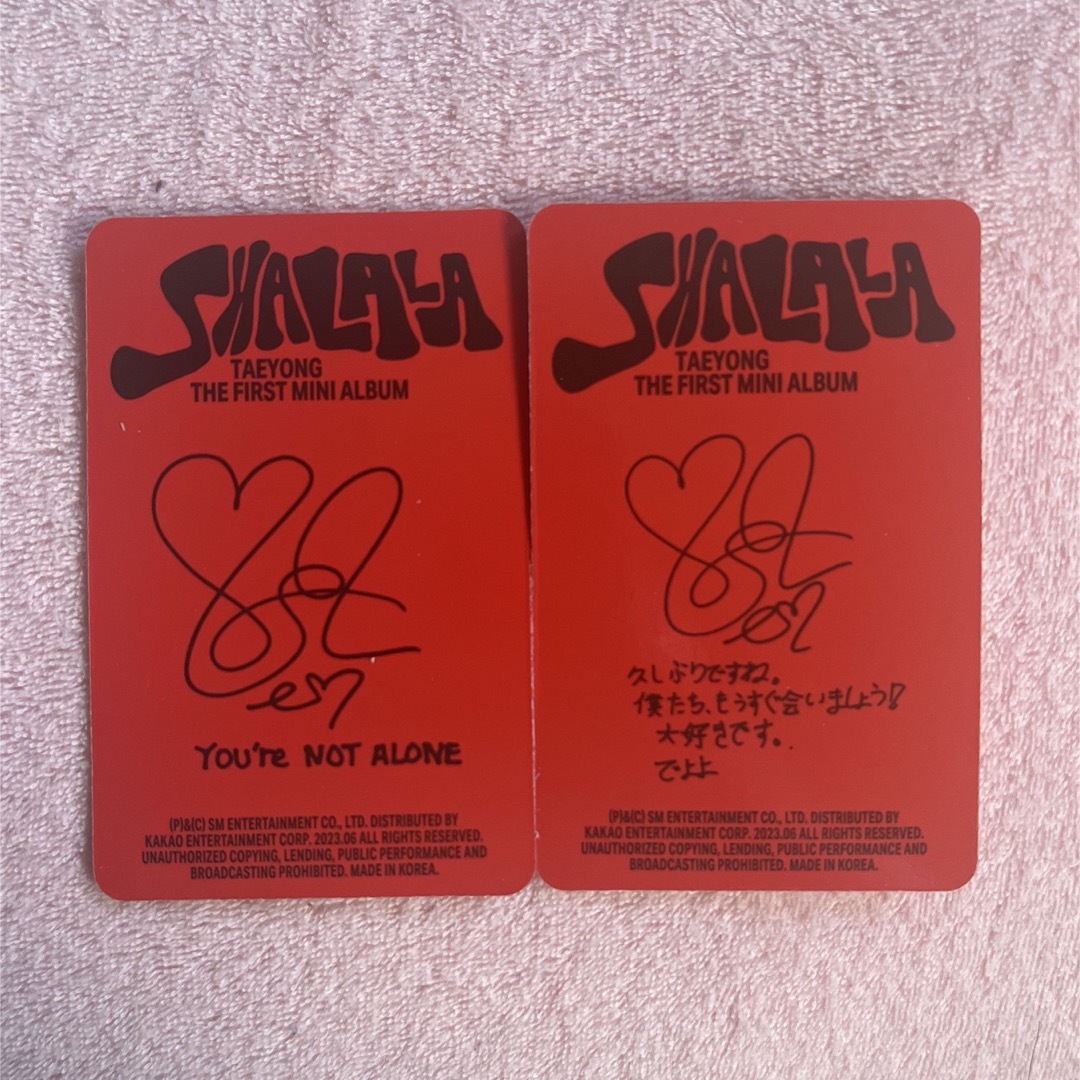 SHALALA
TAEYONG
THE FIRST MINI ALBUM
YOU're NOT ALONE
(P)&(C) SM ENTERTAINMENT CO., LTD. DISTRIBUTED BY
KAKAO ENTERTAINMENT CORP. 2023.06 ALL RIGHTS RESERVED.
UNAUTHORIZED COPYING, LENDING, PUBLIC PERFORMANCE AND
BROADCASTING PROHIBITED. MADE IN KOREA.
SHALALA
TAEYONG
THE FIRST MINI ALBUM
久しぶりですね。
僕たち、もうすぐ会いましょう!
大好きです。
でよよ
(P)&(C) SM ENTERTAINMENT CO., LTD. DISTRIBUTED BY
KAKAO ENTERTAINMENT CORP. 2023.06 ALL RIGHTS RESERVED.
UNAUTHORIZED COPYING, LENDING, PUBLIC PERFORMANCE AND
BROADCASTING PROHIBITED. MADE IN KOREA.